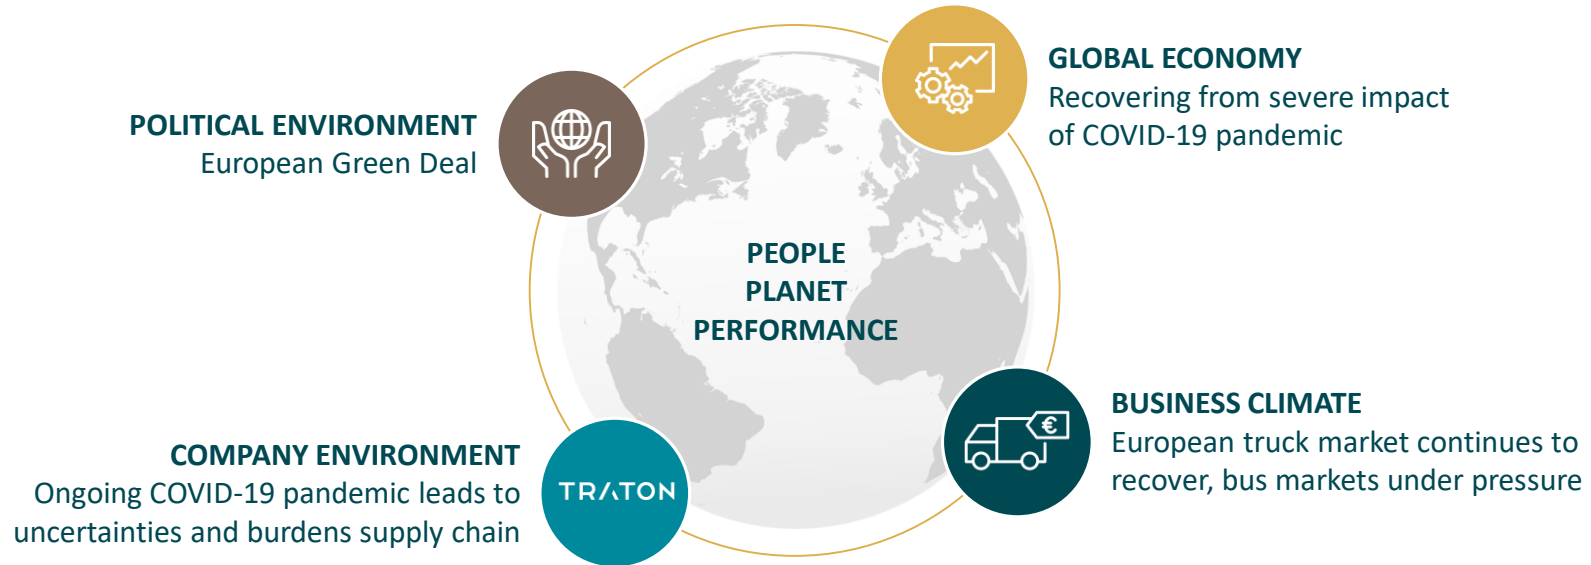 POLITICAL ENVIRONMENT
European Green Deal
GLOBAL ECONOMY
Recovering from severe impact
of COVID-19 pandemic
PEOPLE
PLANET
PERFORMANCE
COMPANY ENVIRONMENT
Ongoing COVID-19 pandemic leads to
uncertainties and burdens supply chain
TRATON
€
BUSINESS CLIMATE
European truck market continues to
recover, bus markets under pressure